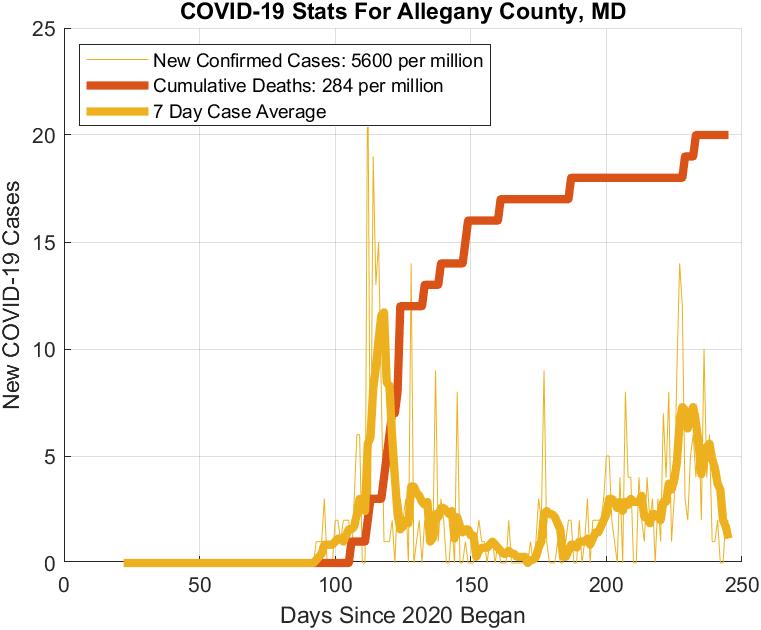 COVID-19 Stats For Allegany County, MD
25
New Confirmed Cases: 5600 per million
Cumulative Deaths: 284 per million
7 Day Case Average
20
15
10
5
0
New COVID-19 Cases
0 50 100 150 200 250
Days Since 2020 Began